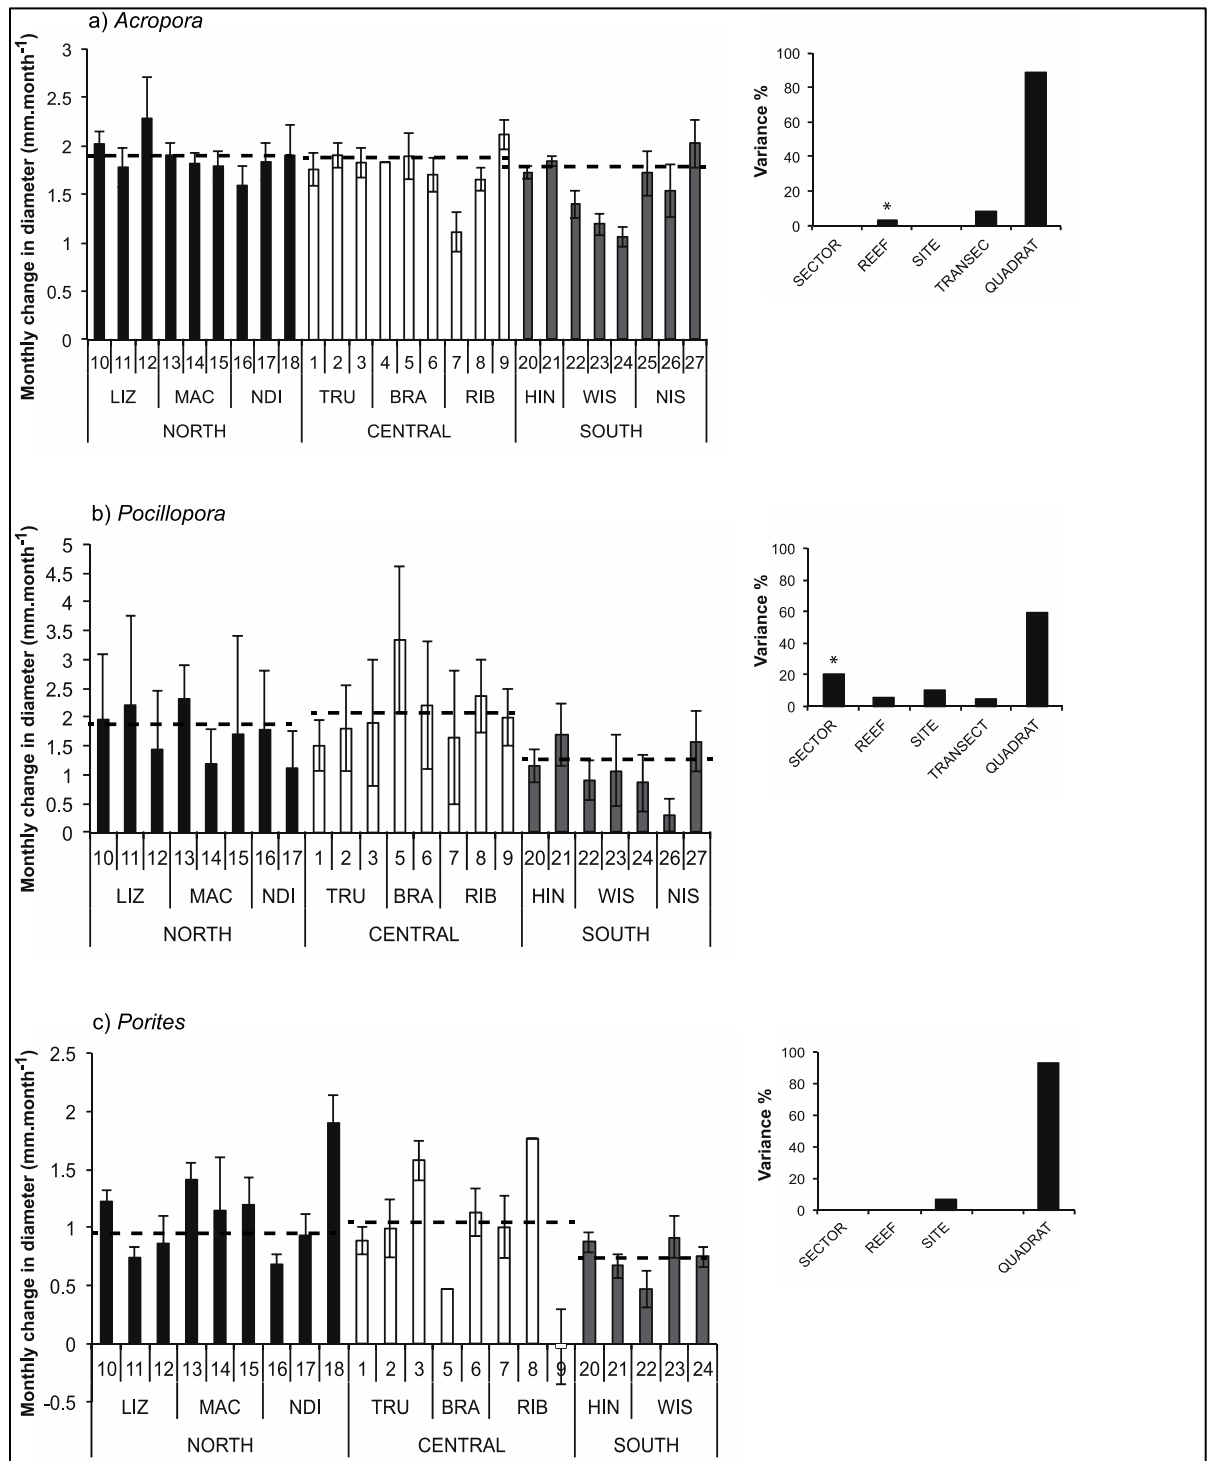 a) Acropora
Monthly change in diameter (mm.month-1)
3
2.5
2
1.5
1
0.5
0
10 11 12 13 14 15 16 17 18 1 2 3 4 5 6 7 8 9 20 21 22 23 24 25 26 27
LIZ MAC NDI TRU BRA RIB HIN WIS NIS
NORTH CENTRAL SOUTH
Variance %
100
80
60
40
20
0
*
SECTOR REEF SITE TRANSEC QUADRAT
b) Pocillopora
Monthly change in diameter (mm.month-1)
5
4.5
4
3.5
3
2.5
2
1.5
1
0.5
0
10 11 12 13 14 15 16 17 1 2 3 5 6 7 8 9 20 21 22 23 24 26 27
LIZ MAC NDI TRU BRA RIB HIN WIS NIS
NORTH CENTRAL SOUTH
Variance %
100
80
60
40
20
0
*
SECTOR REEF SITE TRANSECT QUADRAT
c) Porites
Monthly change in diameter (mm.month-1)
2.5
2
1.5
1
0.5
0
-0.5
10 11 12 13 14 15 16 17 18 1 2 3 5 6 7 8 9 20 21 22 23 24
LIZ MAC NDI TRU BRA RIB HIN WIS
NORTH CENTRAL SOUTH
Variance %
100
80
60
40
20
0
SECTOR REEF SITE QUADRAT